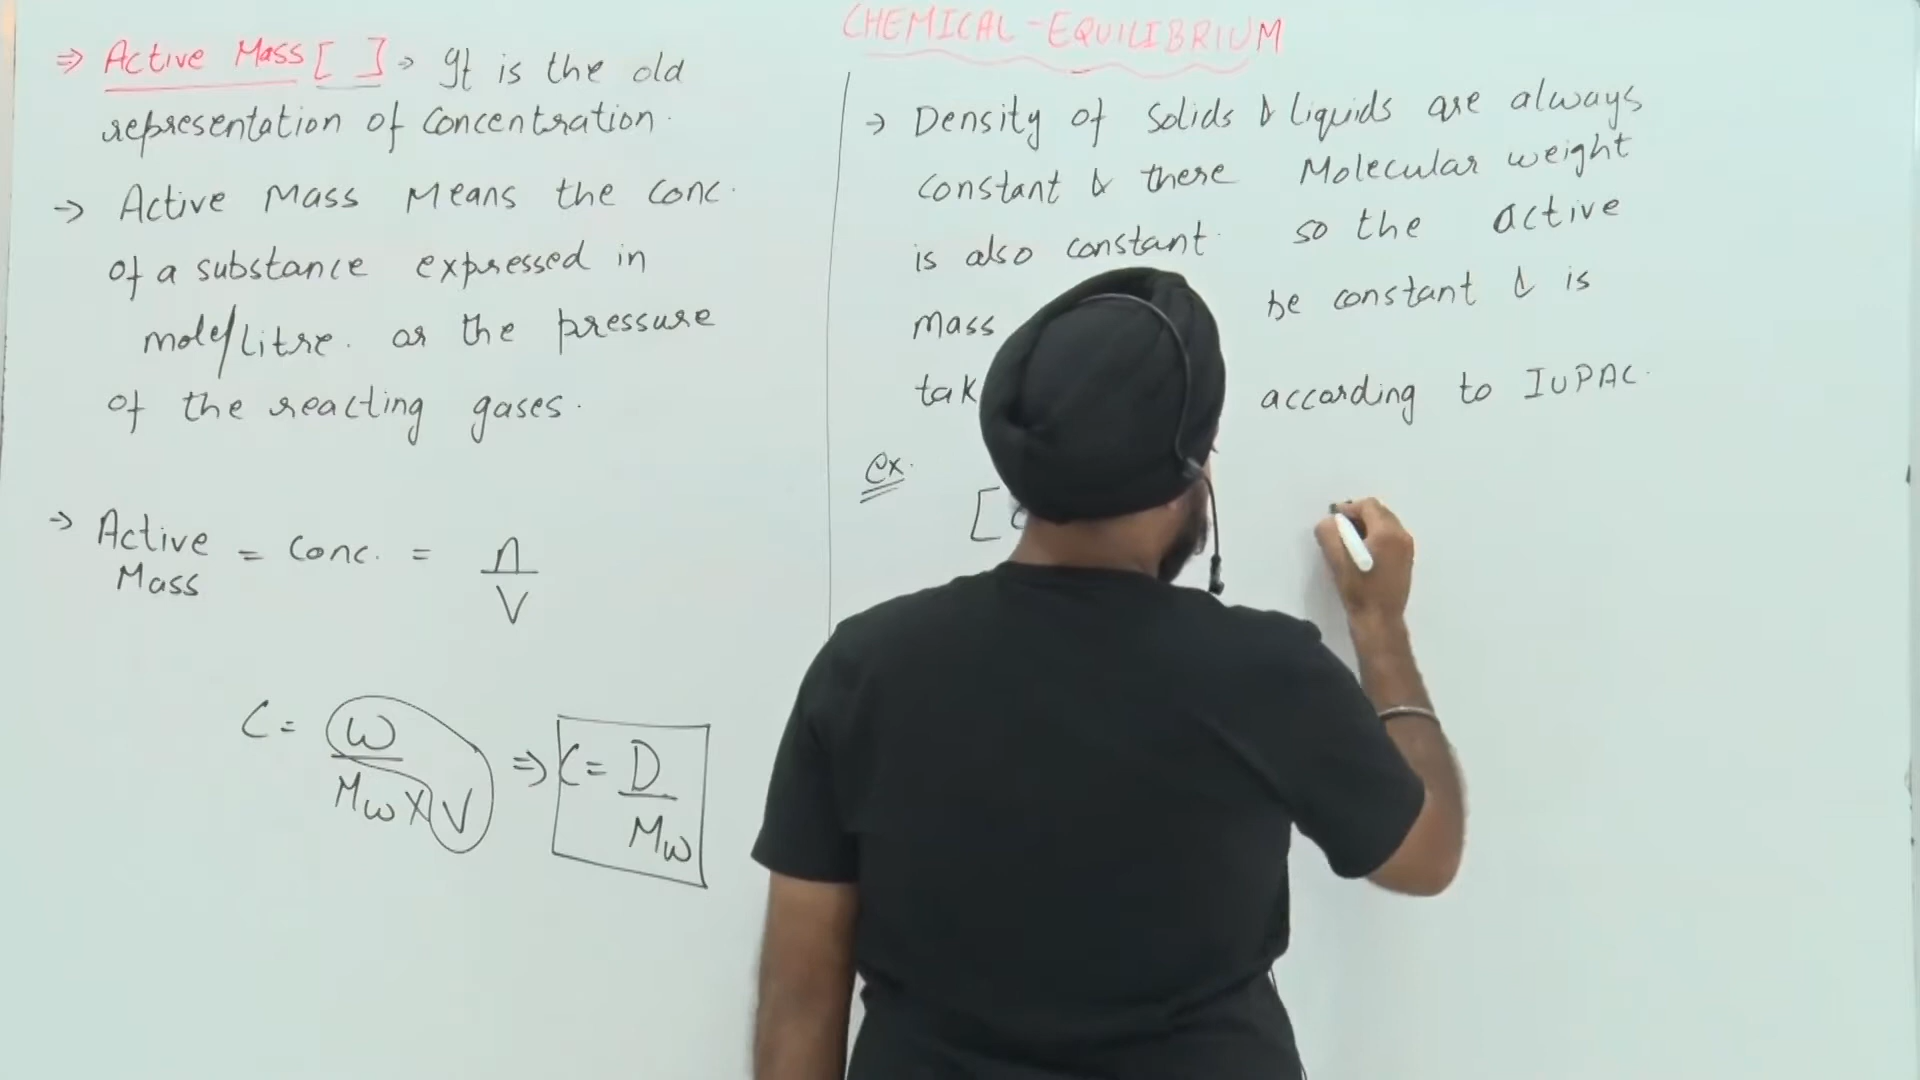 CHEMICAL-EQUILIBRIUM
⇒ Active Mass [ ] → It is the old
representation of Concentration.
→ Active Mass Means the conc.
of a substance expressed in
mole/Litre. or the pressure
of the reacting gases.
→ Active Mass = Conc. = n/V
C = W/Mw×V ⇒ C = D/Mw
→ Density of Solids & liquids are always
constant & there Molecular weight
is also constant. so the active
mass be constant & is
tak according to IUPAC.
ex.
[